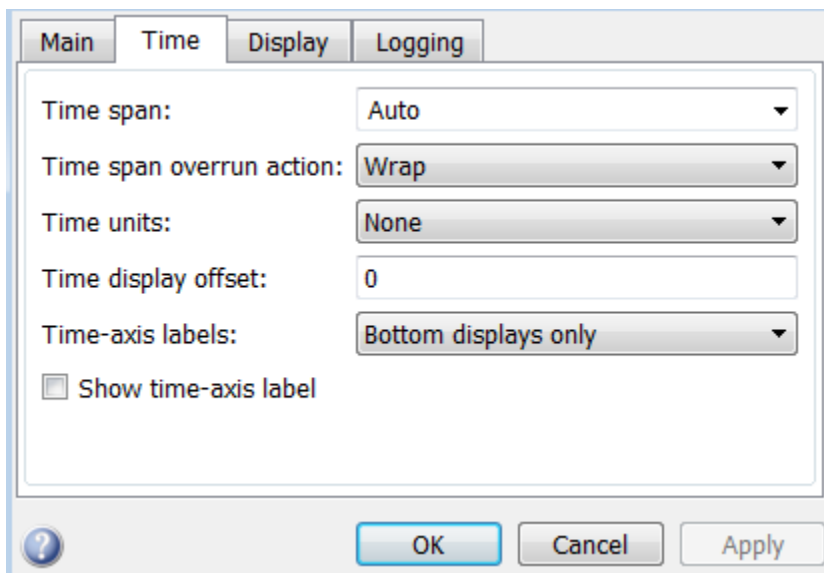 Main Time Display Logging
Time span: Auto
Time span overrun action: Wrap
Time units: None
Time display offset: 0
Time-axis labels: Bottom displays only
Show time-axis label
? OK Cancel Apply